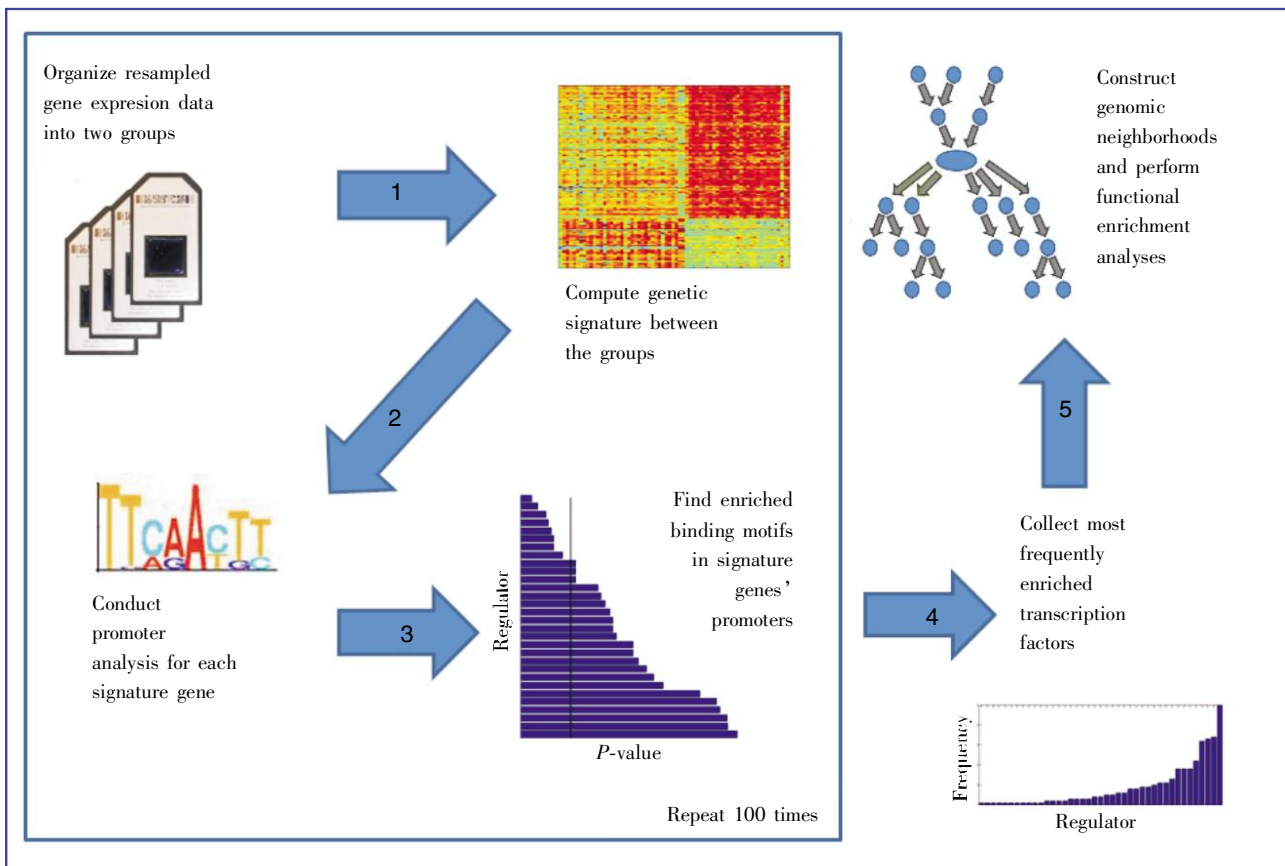 Organize resampled
gene expresion data
into two groups
1
Compute genetic
signature between
the groups
2
TTCAACTT
Conduct
promoter
analysis for each
signature gene
3
Regulator
P-value
Find enriched
binding motifs
in signature
genes’
promoters
Repeat 100 times
4
Collect most
frequently
enriched
transcription
factors
Frequency
Regulator
5
Construct
genomic
neighborhoods
and perform
functional
enrichment
analyses